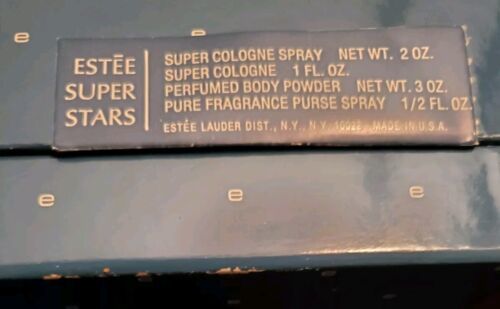 e
e
ESTĒE
SUPER
STARS
SUPER COLOGNE SPRAY NET WT. 2 OZ.
SUPER COLOGNE 1 FL. OZ.
PERFUMED BODY POWDER NET WT. 3 OZ.
PURE FRAGRANCE PURSE SPRAY 1/2 FL. OZ.
ESTĒE LAUDER DIST., N.Y., N.Y. 10022 MADE IN U.S.A.
e
e
e